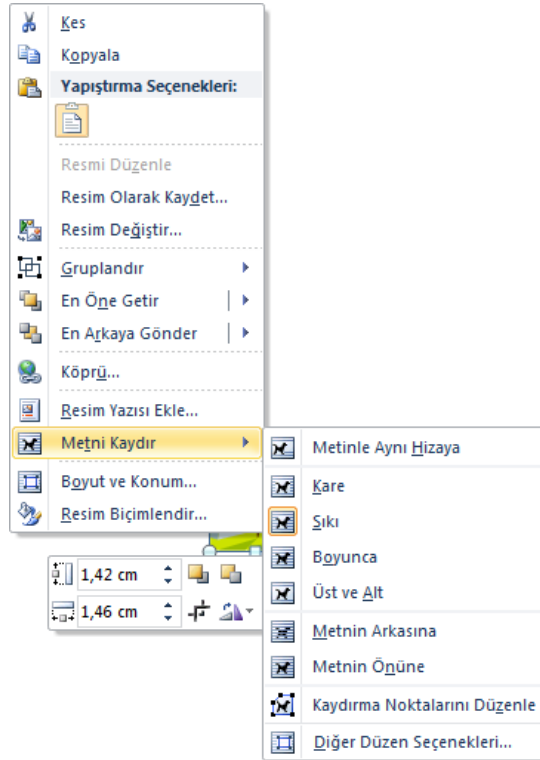 Kes
Kopyala
Yapıştırma Seçenekleri:
Resmi Düzenle
Resim Olarak Kaydet...
Resim Değiştir...
Gruplandır
En Öne Getir
En Arkaya Gönder
Köprü...
Resim Yazısı Ekle...
Metni Kaydır
Boyut ve Konum...
Resim Biçimlendir...
1,42 cm
1,46 cm
Metinle Aynı Hizaya
Kare
Sıkı
Boyunca
Üst ve Alt
Metnin Arkasına
Metnin Önüne
Kaydırma Noktalarını Düzenle
Diğer Düzen Seçenekleri...